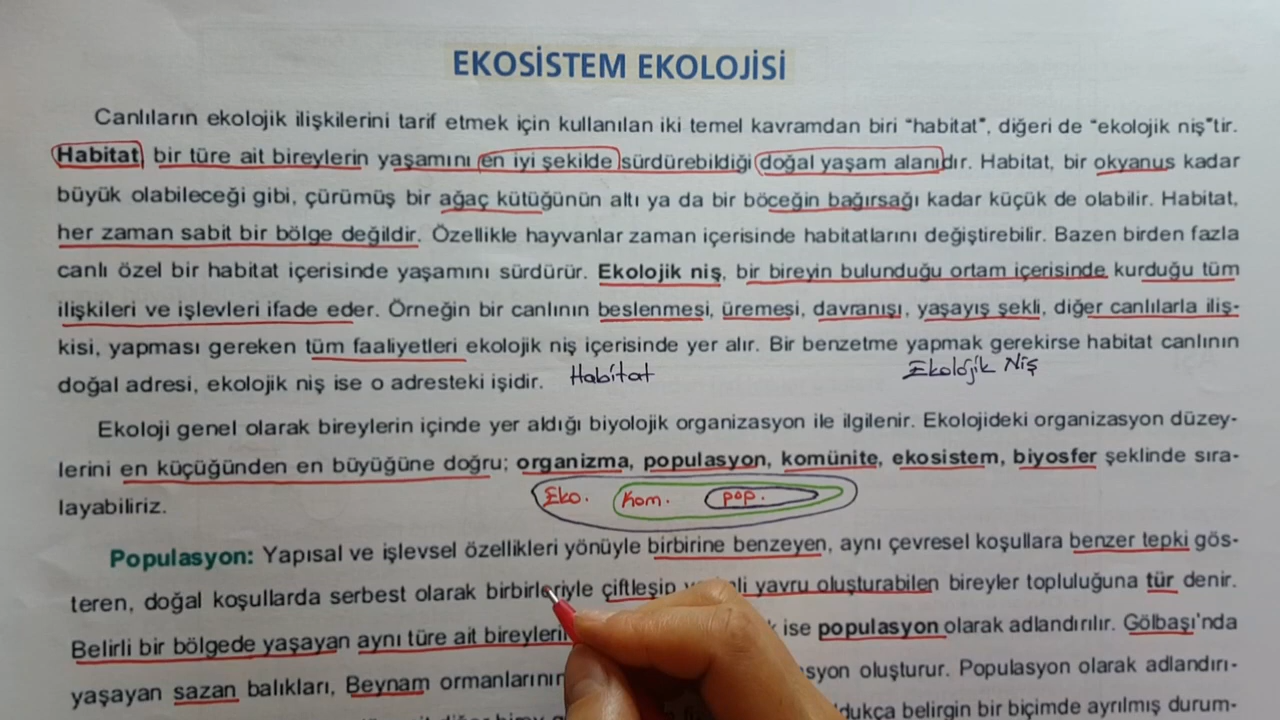 EKOSİSTEM EKOLOJİSİ
Canlıların ekolojik ilişkilerini tarif etmek için kullanılan iki temel kavramdan biri "habitat", diğeri de "ekolojik niş"tir.
Habitat, bir türe ait bireylerin yaşamını en iyi şekilde sürdürebildiği doğal yaşam alanıdır. Habitat, bir okyanus kadar
büyük olabileceği gibi, çürümüş bir ağaç kütüğünün altı ya da bir böceğin bağırsağı kadar küçük de olabilir. Habitat,
her zaman sabit bir bölge değildir. Özellikle hayvanlar zaman içerisinde habitatlarını değiştirebilir. Bazen birden fazla
canlı özel bir habitat içerisinde yaşamını sürdürür. Ekolojik niş, bir bireyin bulunduğu ortam içerisinde kurduğu tüm
ilişkileri ve işlevleri ifade eder. Örneğin bir canlının beslenmesi, üremesi, davranışı, yaşayış şekli, diğer canlılarla iliş-
kisi, yapması gereken tüm faaliyetleri ekolojik niş içerisinde yer alır. Bir benzetme yapmak gerekirse habitat canlının
doğal adresi, ekolojik niş ise o adresteki işidir. Habitat Ekolojik Niş
Ekoloji genel olarak bireylerin içinde yer aldığı biyolojik organizasyon ile ilgilenir. Ekolojideki organizasyon düzey-
lerini en küçüğünden en büyüğüne doğru; organizma, populasyon, komünite, ekosistem, biyosfer şeklinde sıra-
layabiliriz. Eko. Kom. pop.
Populasyon: Yapısal ve işlevsel özellikleri yönüyle birbirine benzeyen, aynı çevresel koşullara benzer tepki gös-
teren, doğal koşullarda serbest olarak birbirleriyle çiftleşip yavru oluşturabilen bireyler topluluğuna tür denir.
Belirli bir bölgede yaşayan aynı türe ait bireylerin ise populasyon olarak adlandırılır. Gölbaşı'nda
yaşayan sazan balıkları, Beynam ormanlarının oluşturur. Populasyon olarak adlandırı-
belirgin bir biçimde ayrılmış durum-